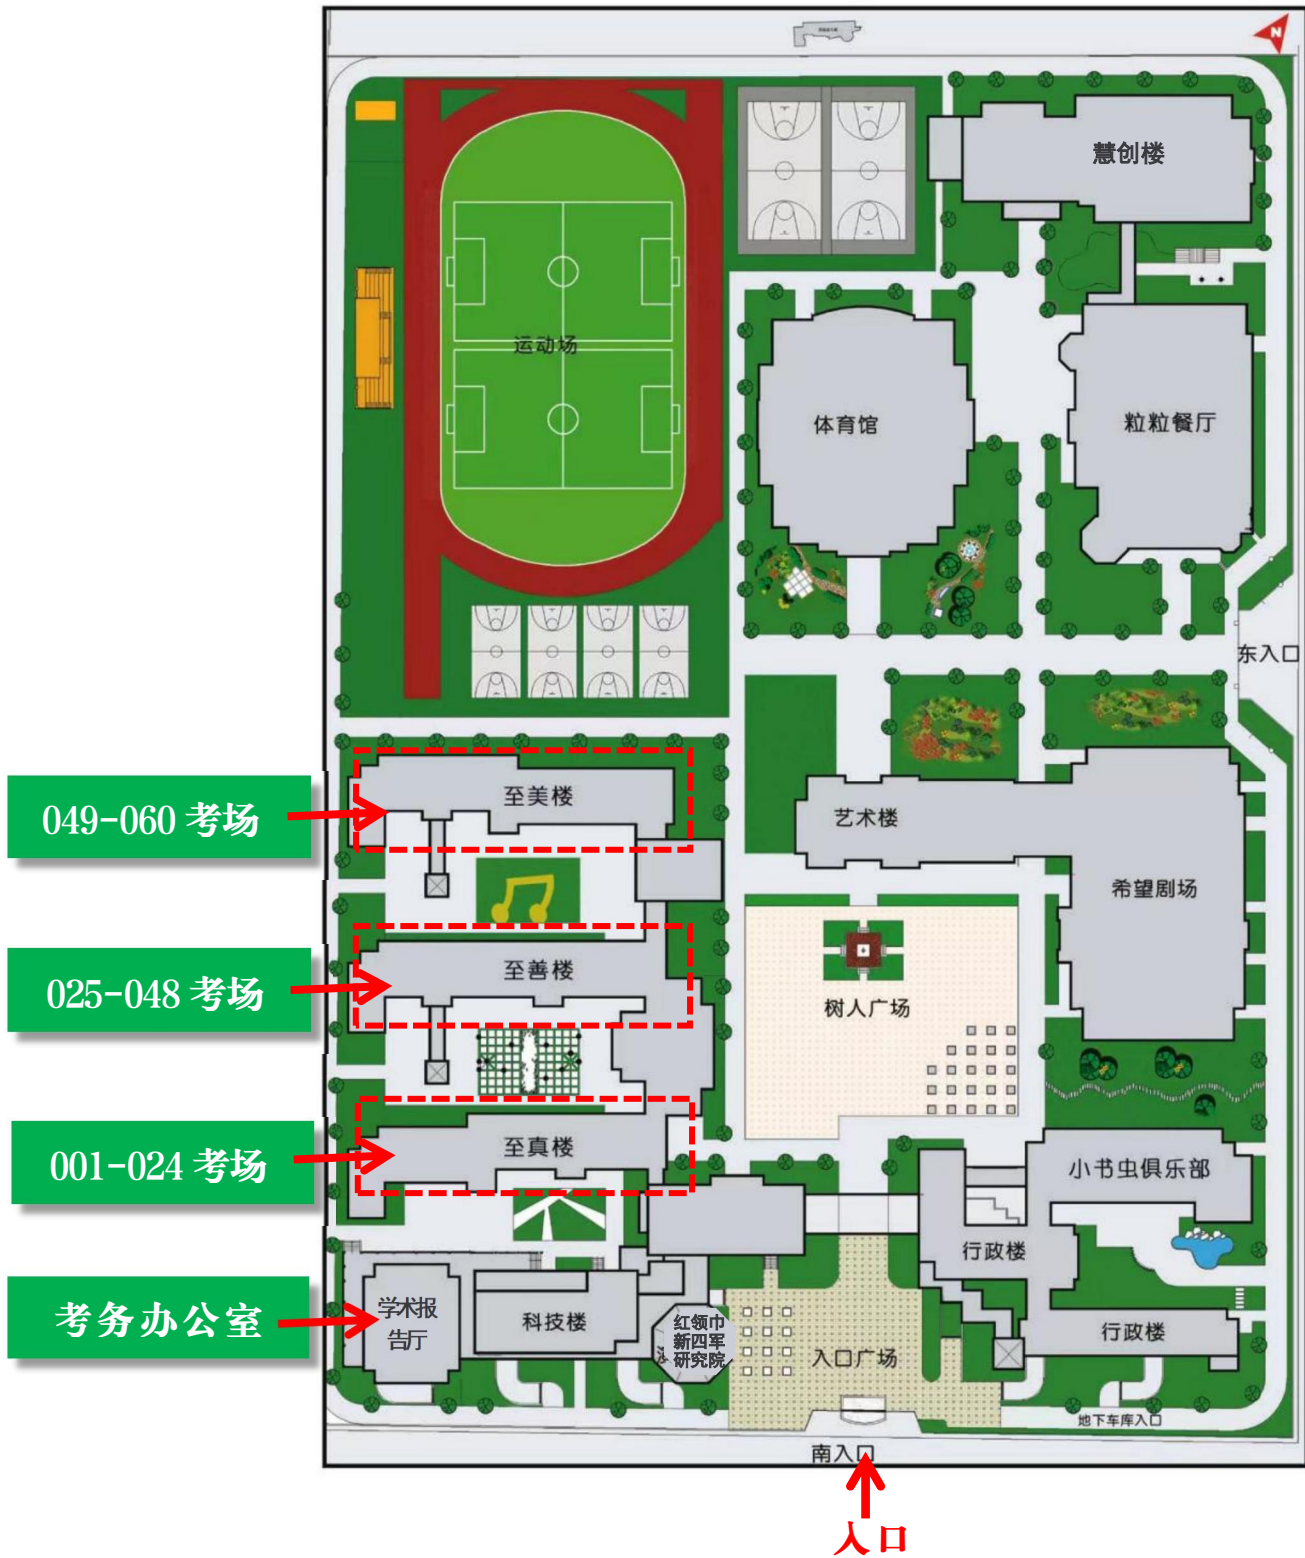 N
慧创楼
运动场
体育馆
粒粒餐厅
东入口
049-060 考场
至美楼
艺术楼
希望剧场
025-048 考场
至善楼
树人广场
001-024 考场
至真楼
小书虫俱乐部
行政楼
考务办公室
学术报
告厅
科技楼
红领巾
新四军
研究院
入口广场
行政楼
地下车库入口
南入口
入口